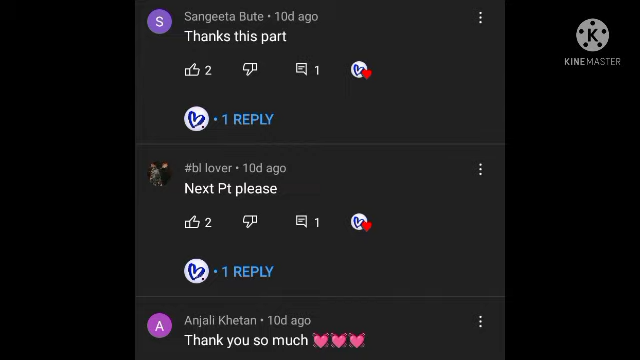 S
Sangeeta Bute • 10d ago
Thanks this part
2
1
• 1 REPLY
#bl lover • 10d ago
Next Pt please
2
1
• 1 REPLY
A
Anjali Khetan • 10d ago
Thank you so much 💓💓💓
K
KINEMASTER